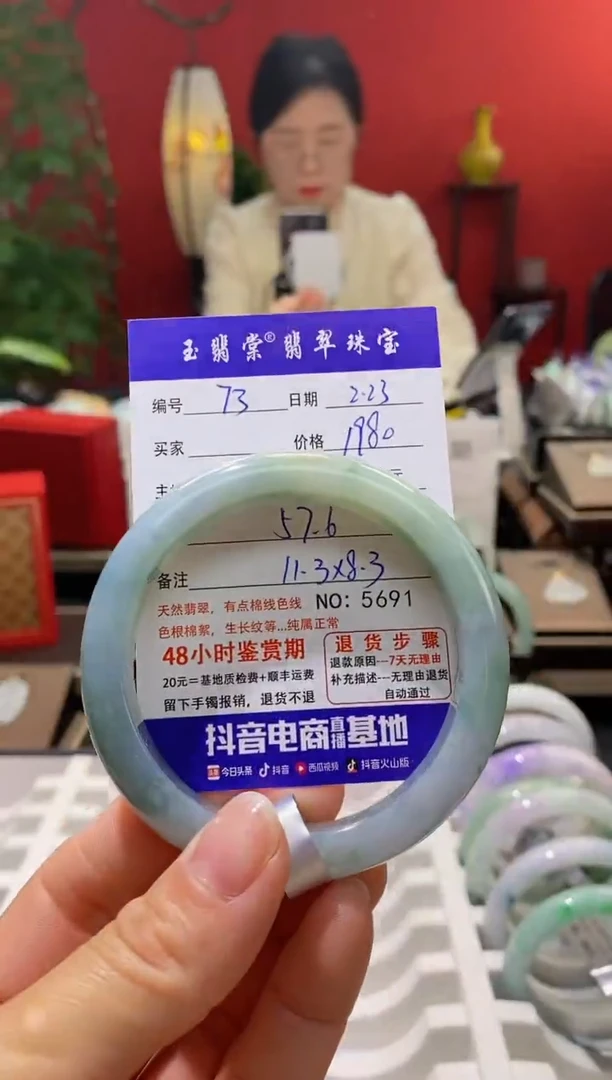 玉翡棠®翡翠珠宝
编号 73 日期 2.23
买家 价格 1980
57.6
备注 11.3x8.3
天然翡翠，有点棉线色线 NO: 5691
色根棉絮，生长纹等...纯属正常
48小时鉴赏期
20元=基地质检费+顺丰运费
留下手镯报销，退货不退
退货步骤
退款原因---7天无理由
补充描述---无理由退货
自动通过
抖音电商直播基地
头条 今日头条 抖音 西瓜视频 抖音火山版